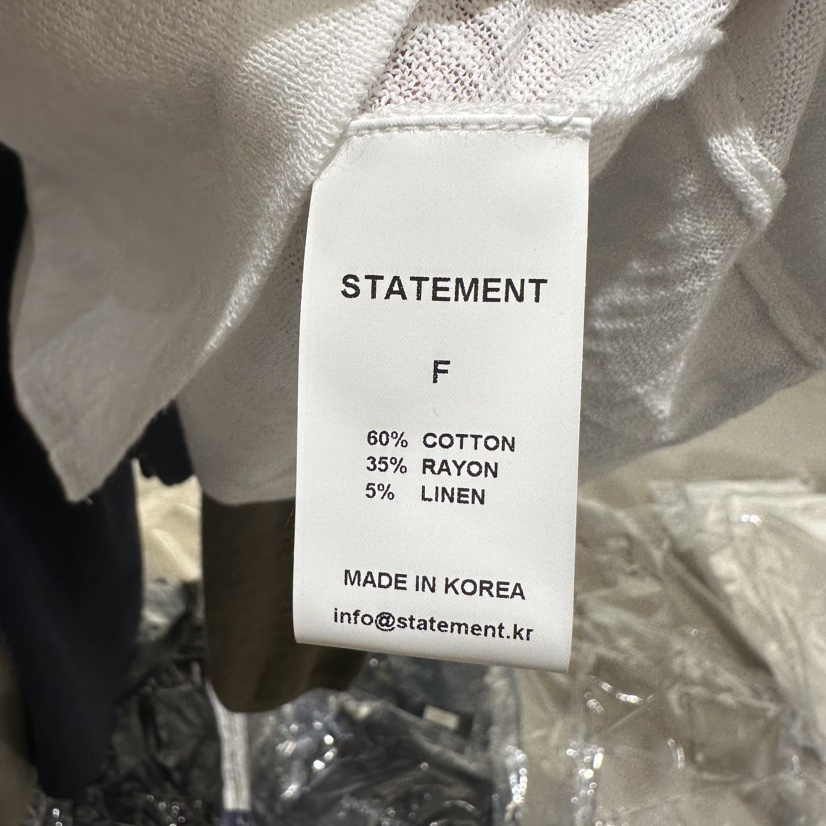 STATEMENT
F
60% COTTON
35% RAYON
5% LINEN
MADE IN KOREA
info@statement.kr